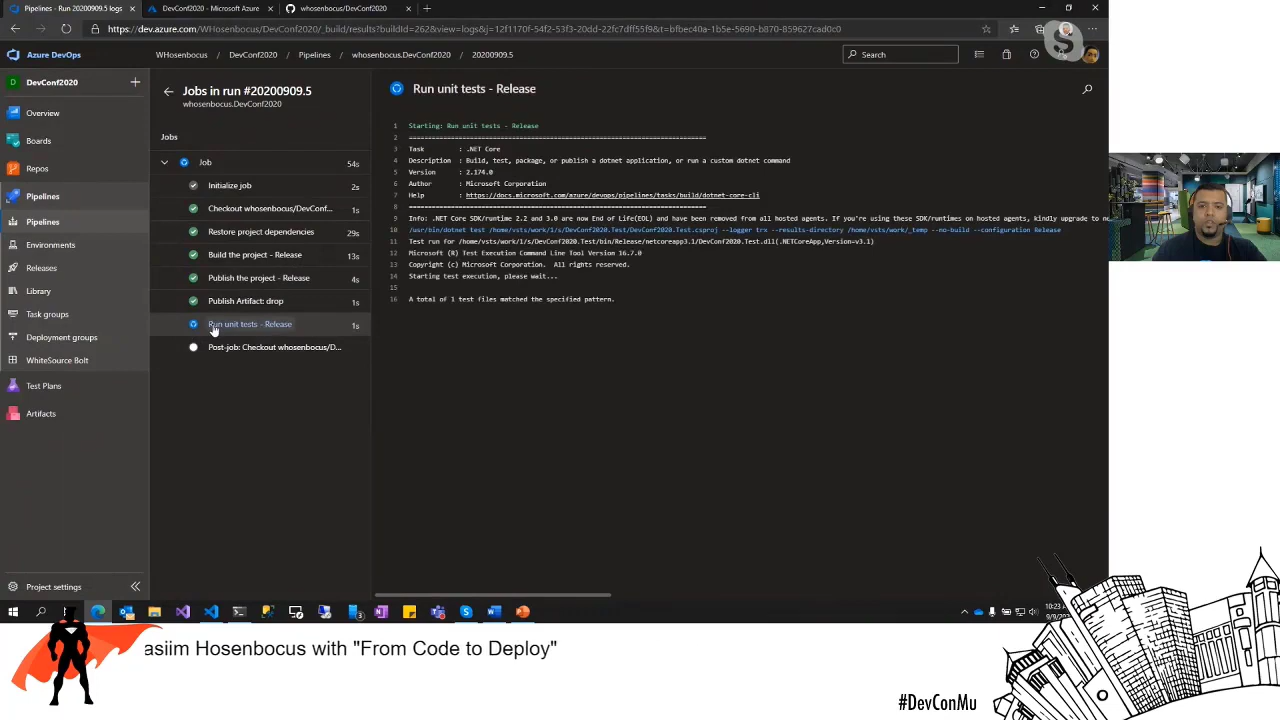 Pipelines - Run 20200909.5 logs
DevConf2020 - Microsoft Azure
whosenbocus/DevConf2020
https://dev.azure.com/WHosenbocus/DevConf2020/_build/results?buildId=262&view=logs&j=12f1170f-54f2-53f3-20dd-22fc7dff55f9&t=bfbec40a-1b5e-5690-b870-859627cad0c0
Azure DevOps
WHosenbocus / DevConf2020 / Pipelines / whosenbocus.DevConf2020 / 20200909.5
Search
D DevConf2020
Overview
Boards
Repos
Pipelines
Pipelines
Environments
Releases
Library
Task groups
Deployment groups
WhiteSource Bolt
Test Plans
Artifacts
Project settings
Jobs in run #20200909.5
whosenbocus.DevConf2020
Jobs
Job 54s
Initialize job 2s
Checkout whosenbocus/DevConf... 1s
Restore project dependencies 29s
Build the project - Release 13s
Publish the project - Release 4s
Publish Artifact: drop 1s
Run unit tests - Release 1s
Post-job: Checkout whosenbocus/D...
Run unit tests - Release
1 Starting: Run unit tests - Release
2 ==============================================================================
3 Task : .NET Core
4 Description : Build, test, package, or publish a dotnet application, or run a custom dotnet command
5 Version : 2.174.0
6 Author : Microsoft Corporation
7 Help : https://docs.microsoft.com/azure/devops/pipelines/tasks/build/dotnet-core-cli
8 ==============================================================================
9 Info: .NET Core SDK/runtime 2.2 and 3.0 are now End of Life(EOL) and have been removed from all hosted agents. If you're using these SDK/runtimes on hosted agents, kindly upgrade to ne
10 /usr/bin/dotnet test /home/vsts/work/1/s/DevConf2020.Test/DevConf2020.Test.csproj --logger trx --results-directory /home/vsts/work/_temp --no-build --configuration Release
11 Test run for /home/vsts/work/1/s/DevConf2020.Test/bin/Release/netcoreapp3.1/DevConf2020.Test.dll(.NETCoreApp,Version=v3.1)
12 Microsoft (R) Test Execution Command Line Tool Version 16.7.0
13 Copyright (c) Microsoft Corporation. All rights reserved.
14 Starting test execution, please wait...
15
16 A total of 1 test files matched the specified pattern.
10:23
9/9/
asiim Hosenbocus with "From Code to Deploy"
#DevConMu